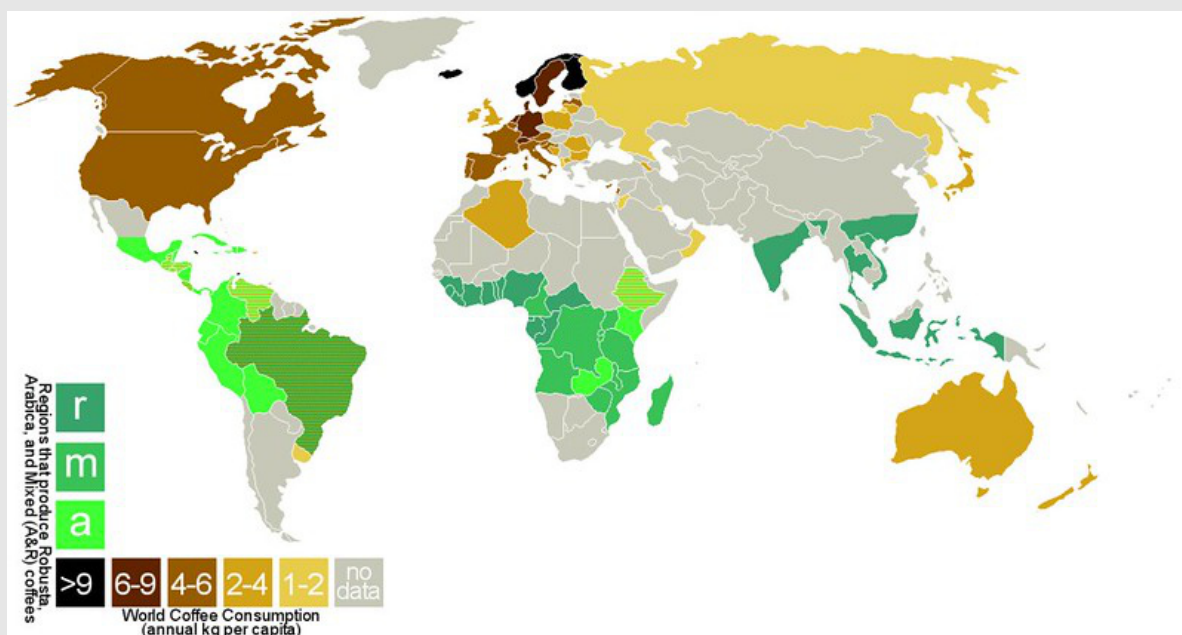 Regions that produce Robusta,
Arabica, and Mixed (A&R) coffees
r
m
a
>9
6-9
4-6
2-4
1-2
no
data
World Coffee Consumption
(annual kg per capita)